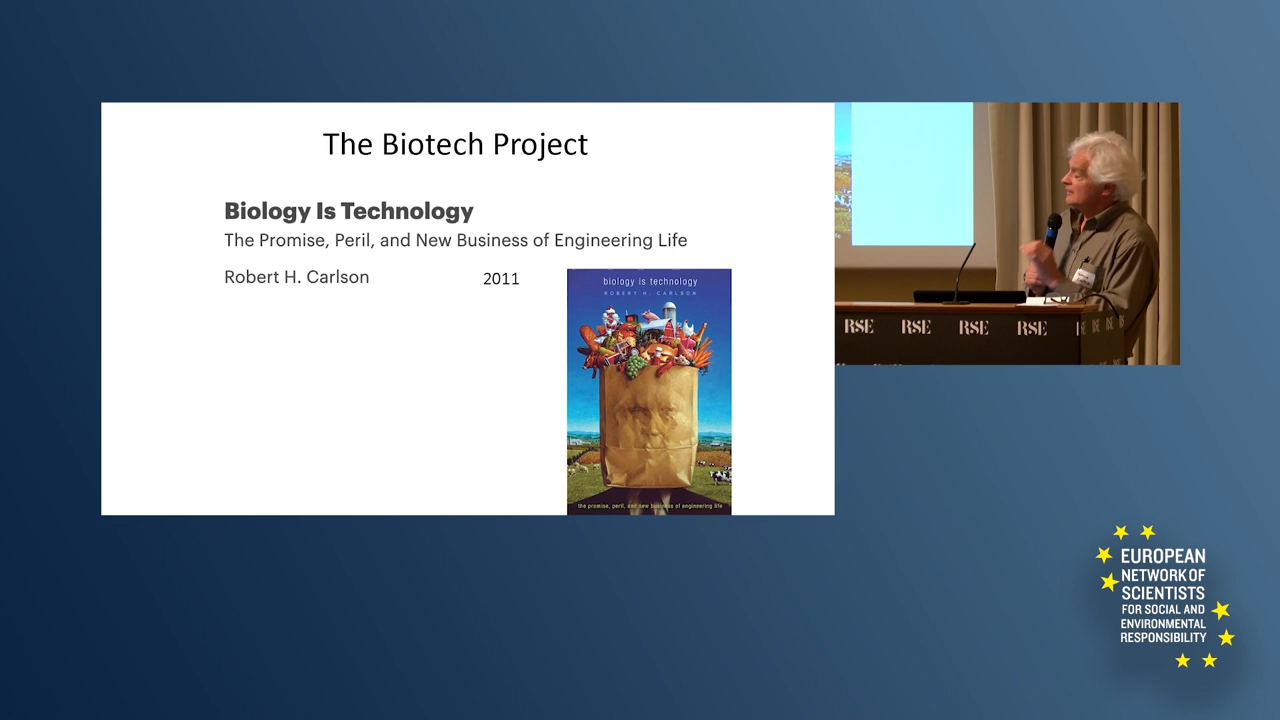 The Biotech Project
Biology Is Technology
The Promise, Peril, and New Business of Engineering Life
Robert H. Carlson
2011
biology is technology
ROBERT H. CARLSON
the promise, peril, and new business of engineering life
RSE RSE RSE RSE
EUROPEAN
NETWORK OF
SCIENTISTS
FOR SOCIAL AND
ENVIRONMENTAL
RESPONSIBILITY